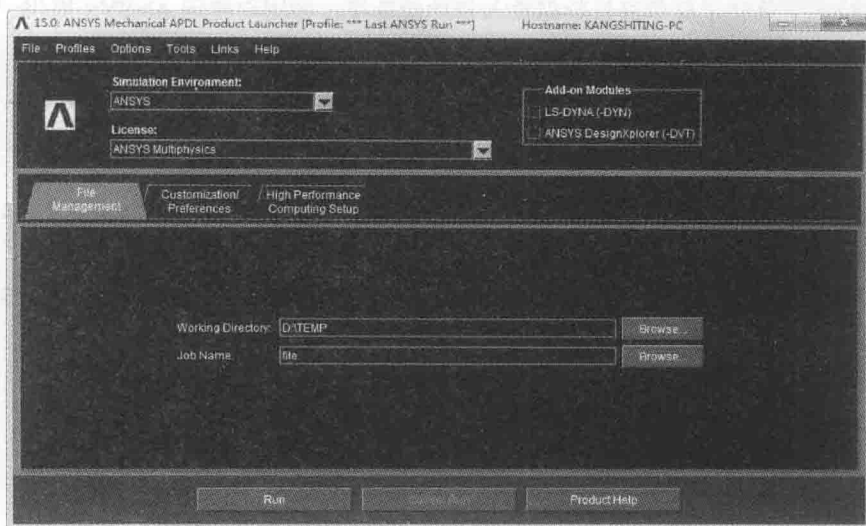 15.0: ANSYS Mechanical APDL Product Launcher [Profile: *** Last ANSYS Run ***] Hostname: KANGSHITING-PC
File Profiles Options Tools Links Help
Simulation Environment:
ANSYS
License:
ANSYS Multiphysics
Add-on Modules
LS-DYNA (-DYN)
ANSYS DesignXplorer (-DVT)
File
Management
Customization/
Preferences
High Performance
Computing Setup
Working Directory: D:\TEMP Browse...
Job Name: file Browse...
Run Product Help